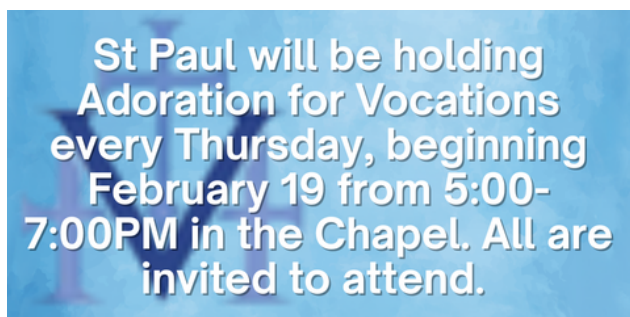 St Paul will be holding
Adoration for Vocations
every Thursday, beginning
February 19 from 5:00-
7:00PM in the Chapel. All are
invited to attend.